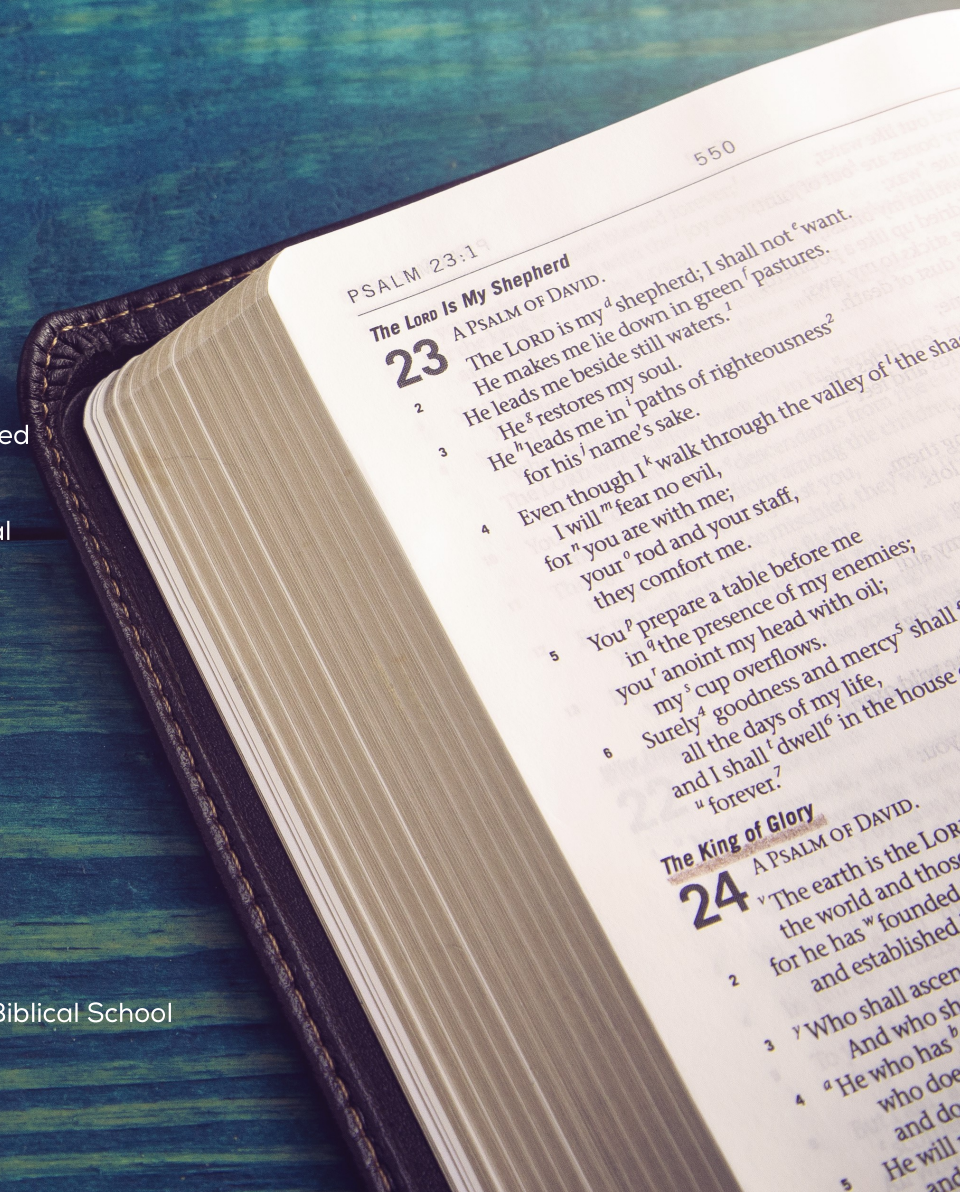 550
PSALM 23:1
The LORD Is My Shepherd
23 A PSALM OF DAVID.
The LORD is my d shepherd; I shall not e want.
2 He makes me lie down in green f pastures.
He leads me beside still waters.1
3 He g restores my soul.
He h leads me in i paths of righteousness2
for his j name's sake.
4 Even though I k walk through the valley of l the
I will m fear no evil,
for n you are with me;
your o rod and your staff,
they comfort me.
5 You p prepare a table before me
in q the presence of my enemies;
you r anoint my head with oil;
my s cup overflows.
6 Surely4 goodness and mercy5 shall
all the days of my life,
and I shall t dwell6 in the house
u forever.7
The King of Glory
24 A PSALM OF DAVID.
v The earth is the LORD
the world and those
2 for he has w founded
and established
3 y Who shall ascen
And who sh
4 a He who has b
who doe
and do
5 He will
and
ed
al
Biblical School